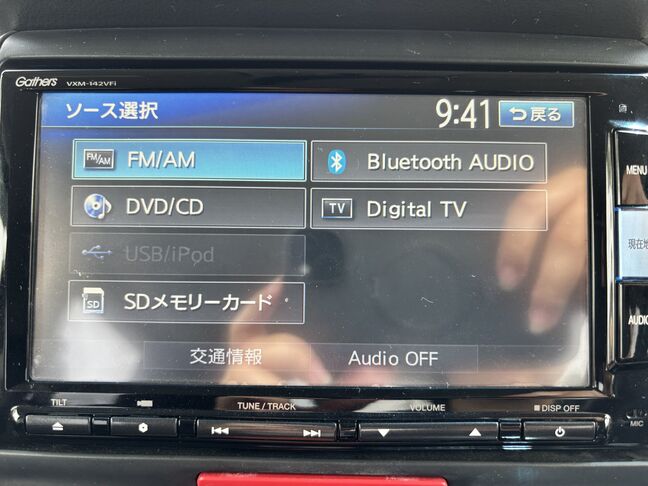 Gathers VXM-142VFi
ソース選択 9:41 戻る
FM/AM FM/AM Bluetooth AUDIO
DVD/CD TV Digital TV
USB/iPod
SD SDメモリーカード
交通情報 Audio OFF
MENU
現在地
AUDIO
TILT TUNE / TRACK VOLUME DISP OFF
MIC